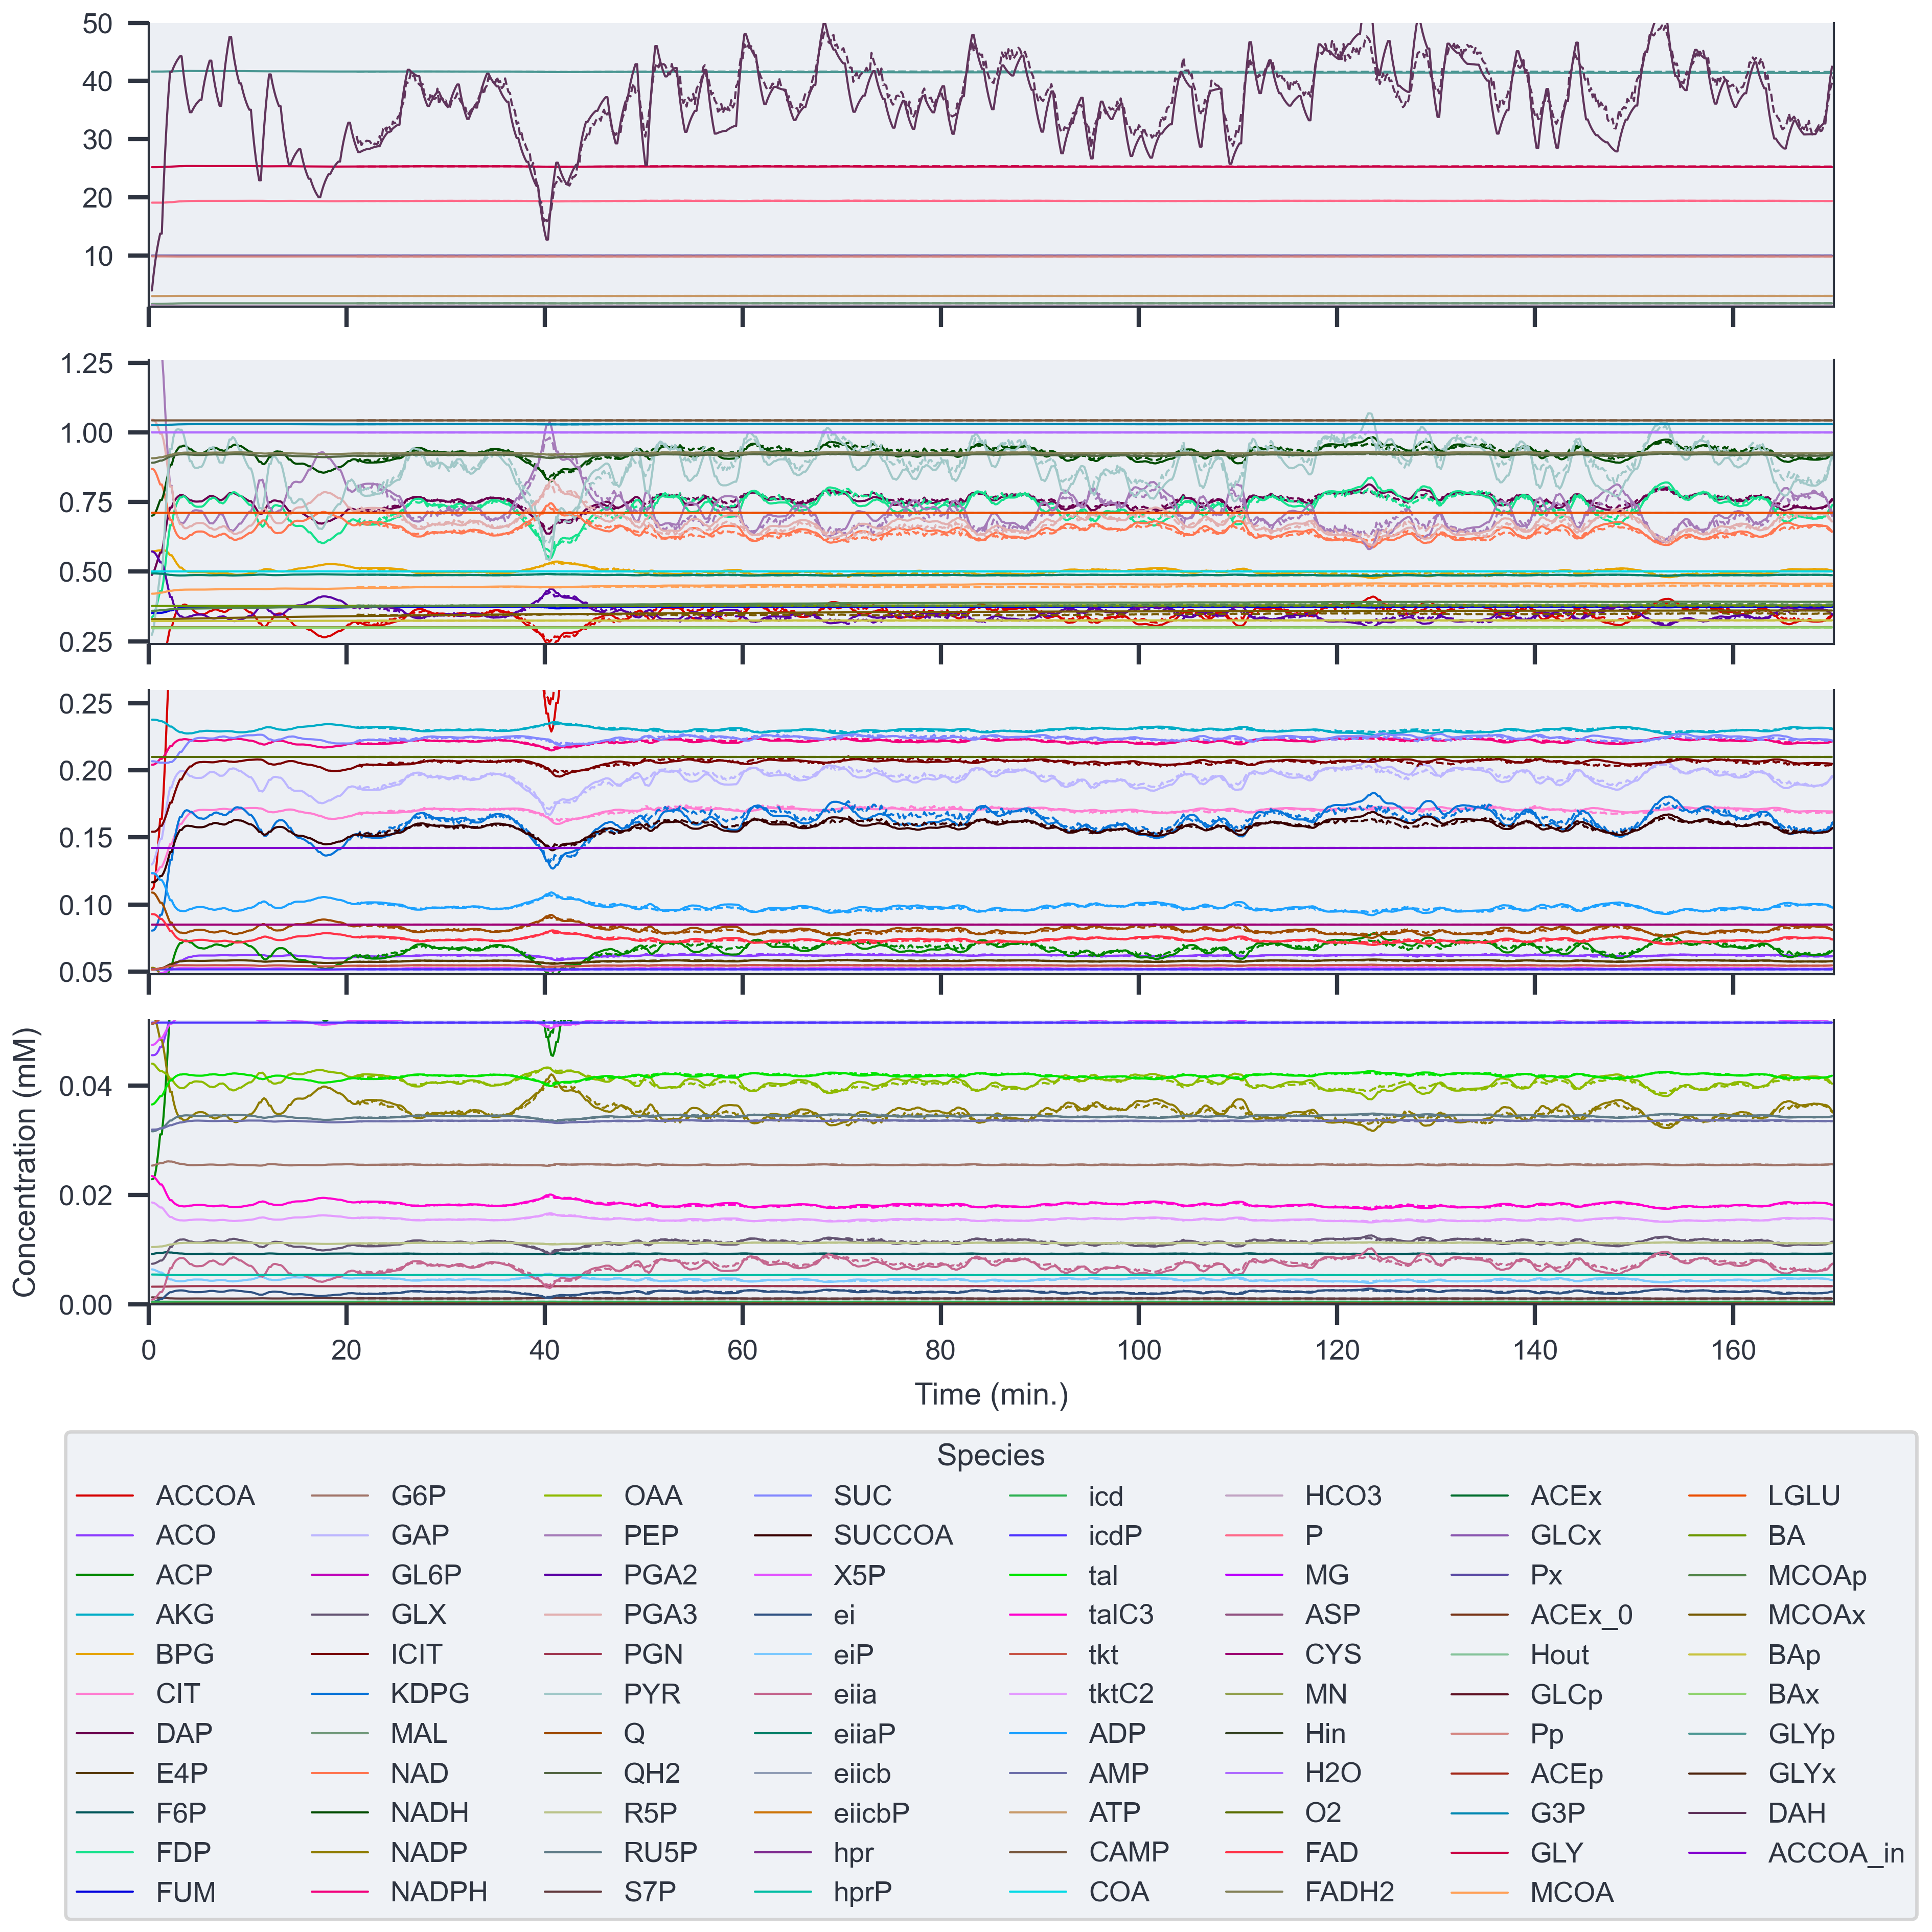 50
40
30
20
10
1.25
1.00
0.75
0.50
0.25
0.25
0.20
0.15
0.10
0.05
0.04
0.02
0.00
Concentration (mM)
0 20 40 60 80 100 120 140 160
Time (min.)
Species
ACCOA G6P OAA SUC icd HCO3 ACEx LGLU
ACO GAP PEP SUCCOA icdP P GLCx BA
ACP GL6P PGA2 X5P tal MG Px MCOAp
AKG GLX PGA3 ei talC3 ASP ACEx_0 MCOAx
BPG ICIT PGN eiP tkt CYS Hout BAp
CIT KDPG PYR eiia tktC2 MN GLCp BAx
DAP MAL Q eiiaP ADP Hin Pp GLYp
E4P NAD QH2 eiicb AMP H2O ACEp GLYx
F6P NADH R5P eiicbP ATP O2 G3P DAH
FDP NADP RU5P hpr CAMP FAD GLY ACCOA_in
FUM NADPH S7P hprP COA FADH2 MCOA